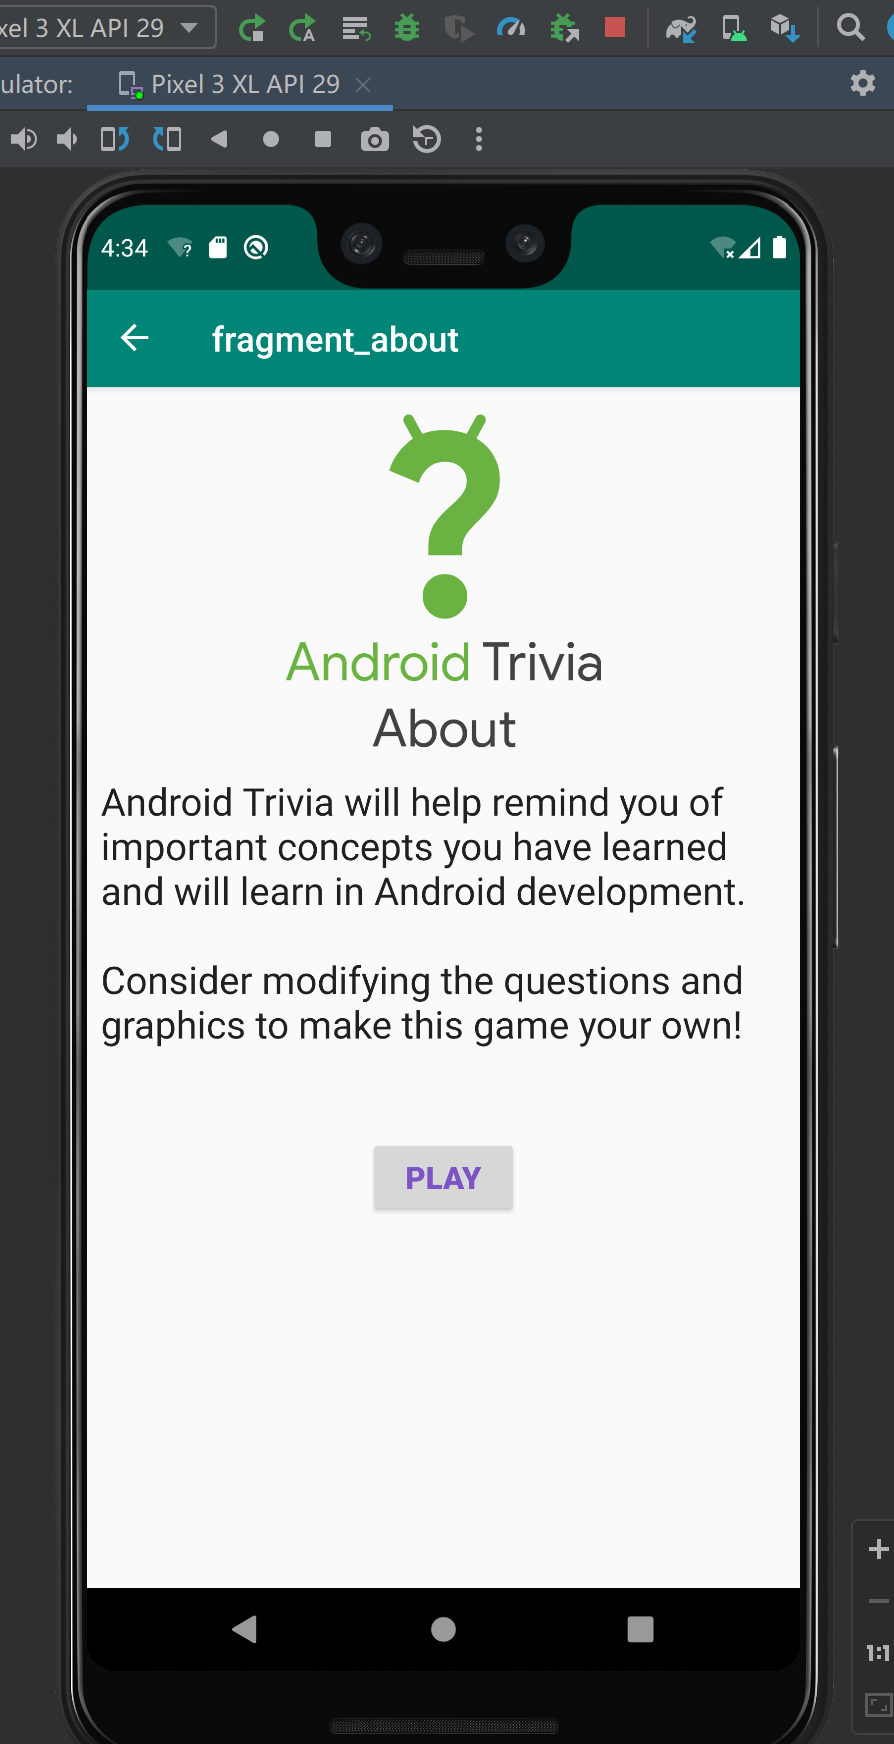 xel 3 XL API 29
ulator:
Pixel 3 XL API 29
4:34
fragment_about
Android Trivia
About
Android Trivia will help remind you of
important concepts you have learned
and will learn in Android development.
Consider modifying the questions and
graphics to make this game your own!
PLAY
1:1